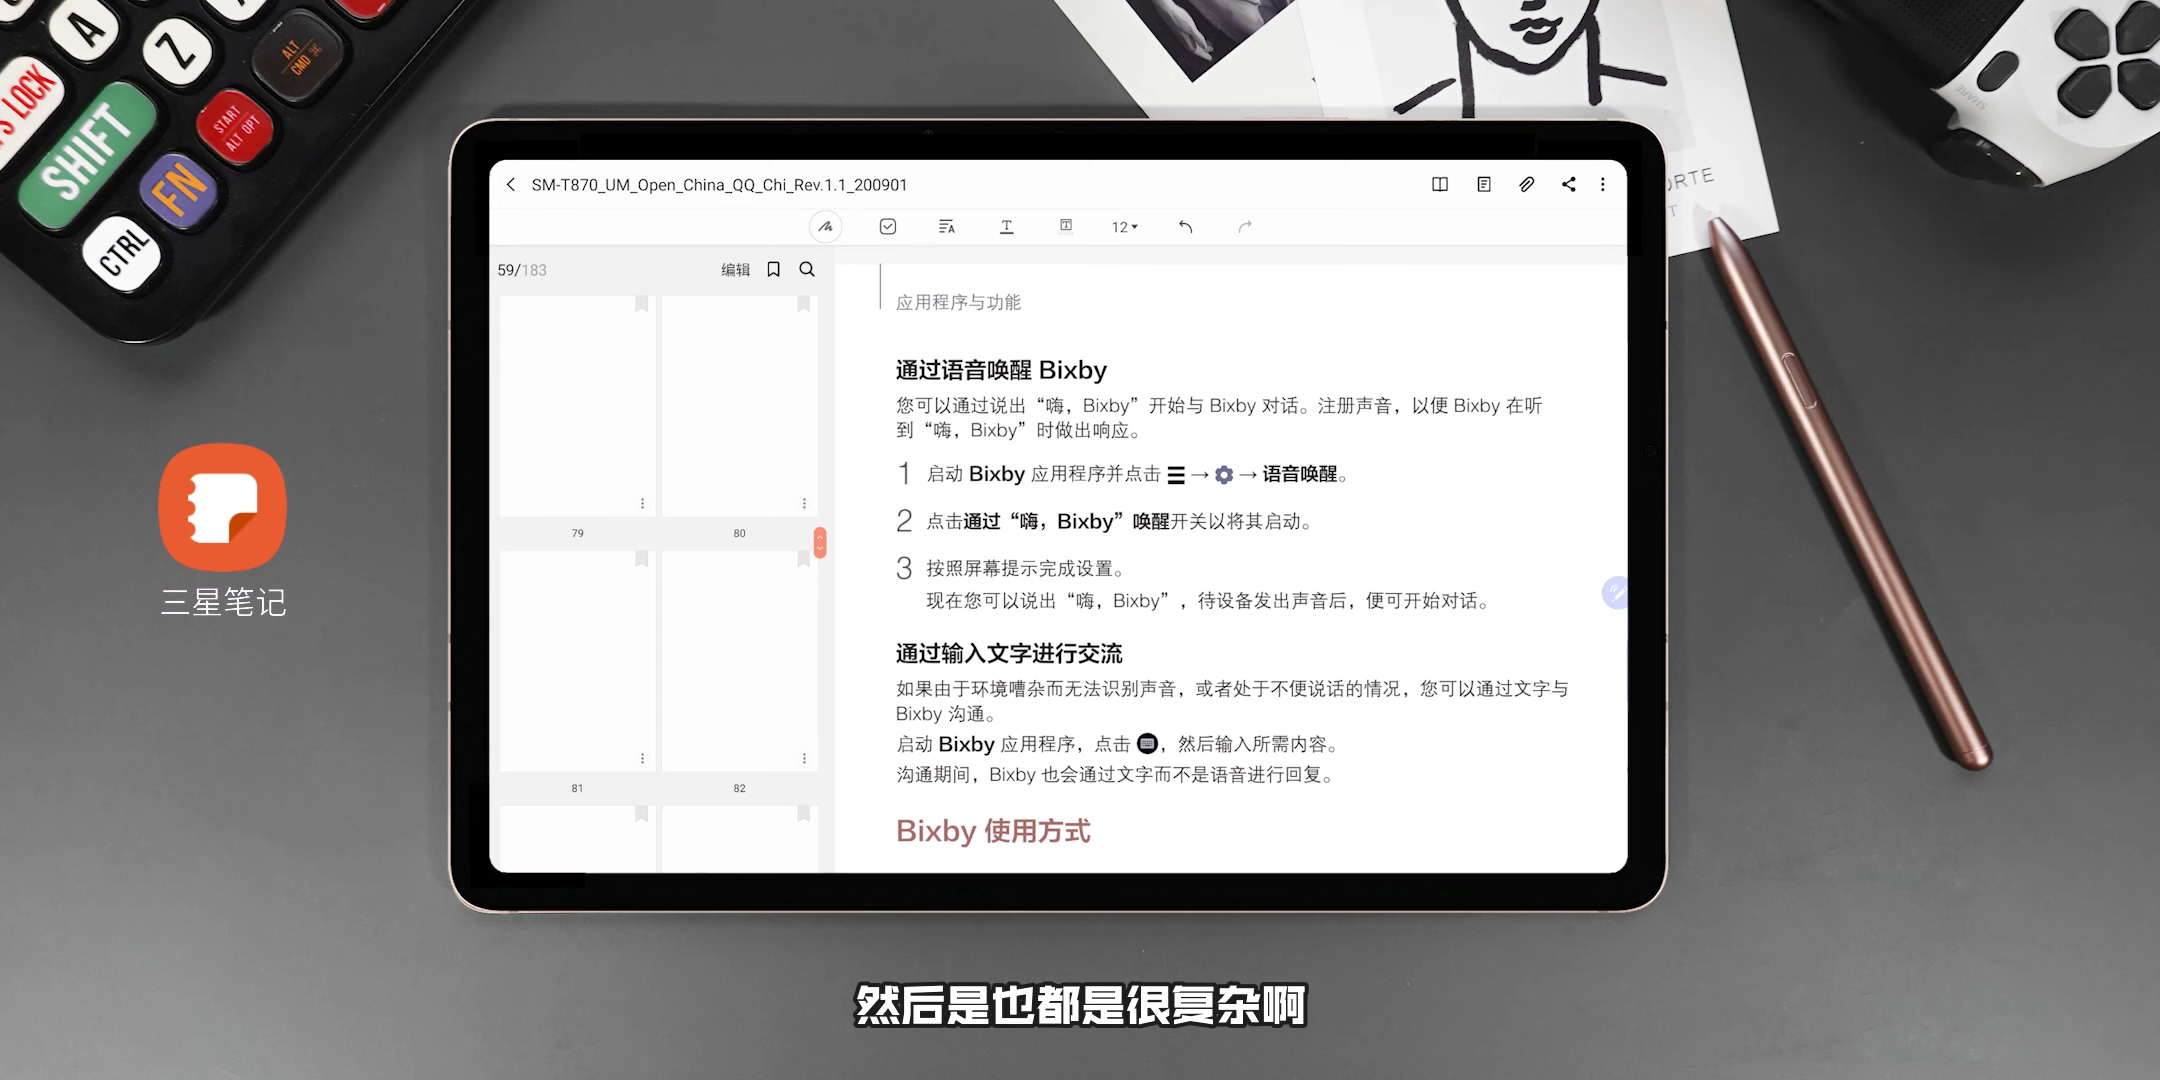 A
Z
ALT
CMD ⌘
S LOCK
SHIFT
START
ALT OPT
FN
CTRL
SHARE
ORTE
T
SM-T870_UM_Open_China_QQ_Chi_Rev.1.1_200901
12
59/183
编辑
79
80
81
82
应用程序与功能
通过语音唤醒 Bixby
您可以通过说出“嗨，Bixby”开始与 Bixby 对话。注册声音，以便 Bixby 在听
到“嗨，Bixby”时做出响应。
1 启动 Bixby 应用程序并点击 ☰ → → 语音唤醒。
2 点击通过“嗨，Bixby”唤醒开关以将其启动。
3 按照屏幕提示完成设置。
现在您可以说出“嗨，Bixby”，待设备发出声音后，便可开始对话。
通过输入文字进行交流
如果由于环境嘈杂而无法识别声音，或者处于不便说话的情况，您可以通过文字与
Bixby 沟通。
启动 Bixby 应用程序，点击 ，然后输入所需内容。
沟通期间，Bixby 也会通过文字而不是语音进行回复。
Bixby 使用方式
三星笔记
然后是也都是很复杂啊